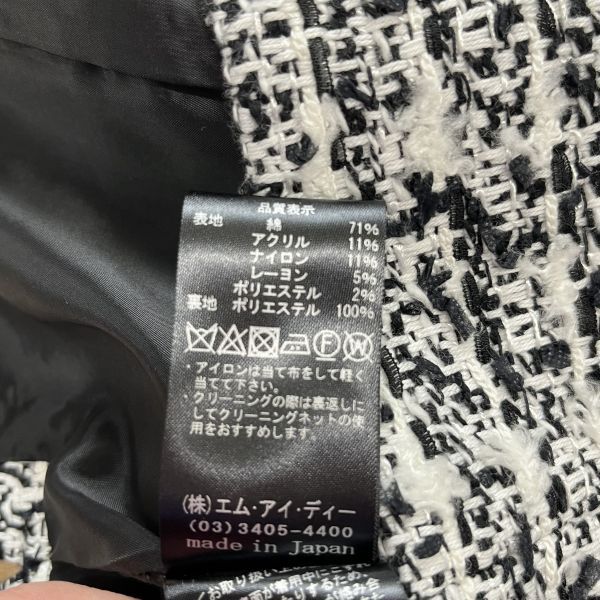 品質表示
表地 綿 71%
アクリル 11%
ナイロン 11%
レーヨン 5%
ポリエステル 2%
裏地 ポリエステル 100%
F W
・アイロンは当て布をして軽く
当てて下さい。
・クリーニングの際は裏返しに
してクリーニングネットの使
用をおすすめします。
(株)エム・アイ・ディー
(03) 3405-4400
made in Japan